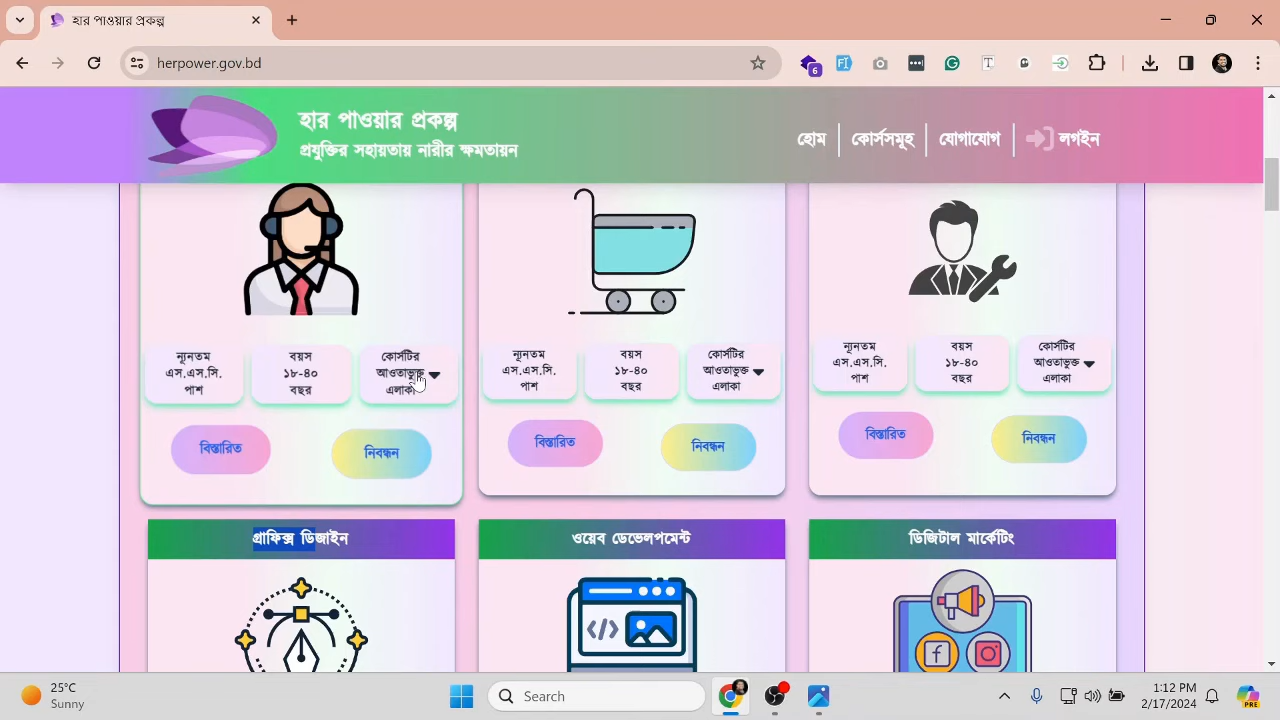 হার পাওয়ার প্রকল্প
herpower.gov.bd
6
হার পাওয়ার প্রকল্প
প্রযুক্তির সহায়তায় নারীর ক্ষমতায়ন
হোম
কোর্সসমূহ
যোগাযোগ
লগইন
ন্যূনতম
এস.এস.সি.
পাশ
বয়স
১৮-৪০
বছর
কোর্সটির
আওতাভুক্ত
এলাকা
ন্যূনতম
এস.এস.সি.
পাশ
বয়স
১৮-৪০
বছর
কোর্সটির
আওতাভুক্ত
এলাকা
ন্যূনতম
এস.এস.সি.
পাশ
বয়স
১৮-৪০
বছর
কোর্সটির
আওতাভুক্ত
এলাকা
বিস্তারিত
নিবন্ধন
বিস্তারিত
নিবন্ধন
বিস্তারিত
নিবন্ধন
গ্রাফিক্স ডিজাইন
ওয়েব ডেভেলপমেন্ট
ডিজিটাল মার্কেটিং
25°C
Sunny
Search
1:12 PM
2/17/2024
PRE